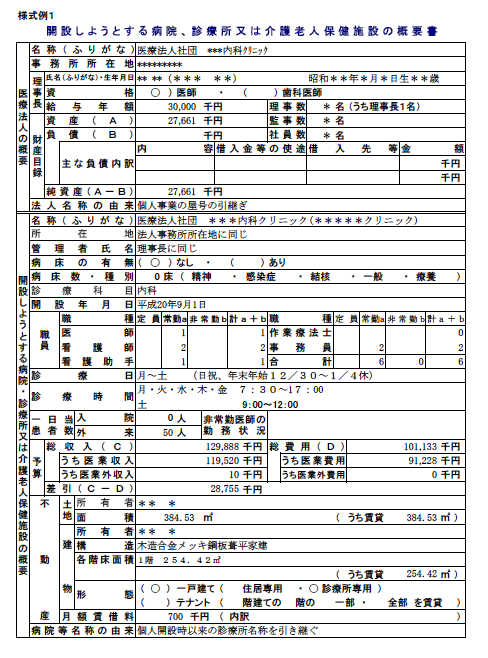 様式例1
開設しようとする病院、診療所又は介護老人保健施設の概要書
医療法人の概要
名称(ふりがな) 医療法人社団 ***内科クリニック
事務所所在地 *********
理事長
氏名(ふりがな)・生年月日 ** ** (*** **) 昭和**年*月*日生**歳
資格 (○)医師 ・ ( )歯科医師
給与年額 30,000 千円 理事数 *名(うち理事長1名)
財産目録
資産(A) 27,661 千円 監事数 *名
負債(B) 千円 社員数 *名
主な負債内訳 内容 借入金等の使途 借入先等 金額
千円
千円
純資産(A-B) 27,661 千円
法人名称の由来 個人事業の屋号の引継ぎ
開設しようとする病院・診療所又は介護老人保健施設の概要
名称(ふりがな) 医療法人社団 ***内科クリニック(*****クリニック)
所在地 法人事務所所在地に同じ
管理者氏名 理事長に同じ
病床の有無 (○)なし ・ ( )あり
病床数・種別 0床(精神 ・ 感染症 ・ 結核 ・ 一般 ・ 療養)
診療科目 内科
開設年月日 平成20年9月1日
職員
職種 定員 常勤a 非常勤b 計a+b 職種 定員 常勤a 非常勤b 計a+b
医師 1 1 作業療法士 0
看護師 2 2 事務員 2 2
看護助手 1 1 合計 6 0 6
診療日 月~土 (日祝、年末年始12/30~1/4休)
診療時間 月・火・水・木・金 7:30~17:00
土 9:00~12:00
一日当患者数
入院 0人 非常勤医師の勤務状況
外来 50人
予算
総収入(C) 129,888 千円 総費用(D) 101,133 千円
うち医業収入 119,520 千円 うち医業費用 91,228 千円
うち医業外収入 10 千円 うち医業外費用 0 千円
差引(C-D) 28,755 千円
不動産
土地
所有者 ** *
面積 384.53 ㎡ (うち賃貸 384.53 ㎡)
建物
所有者 ** *
構造 木造合金メッキ鋼板葺平家建
各階床面積 1階 254.42㎡
(うち賃貸 254.42 ㎡)
形態 (○)一戸建て( 住居専用 ・○診療所専用)
( )テナント( 階建ての 階の 一部・ 全部 を賃貸 )
月額賃借料 700 千円(内訳 )
病院等名称の由来 個人開設時以来の診療所名称を引き継ぐ